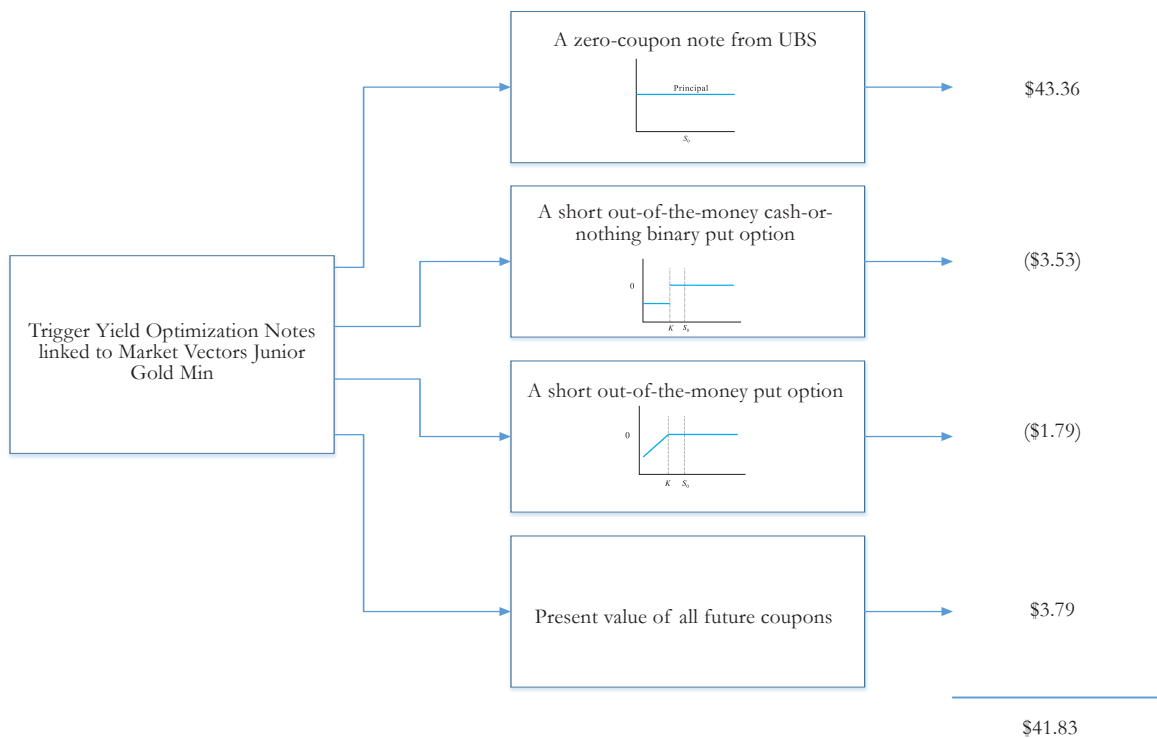 A zero-coupon note from UBS
Principal
S0
$43.36
A short out-of-the-money cash-or-
nothing binary put option
0
K S0
($3.53)
Trigger Yield Optimization Notes
linked to Market Vectors Junior
Gold Min
A short out-of-the-money put option
0
K S0
($1.79)
Present value of all future coupons
$3.79
$41.83